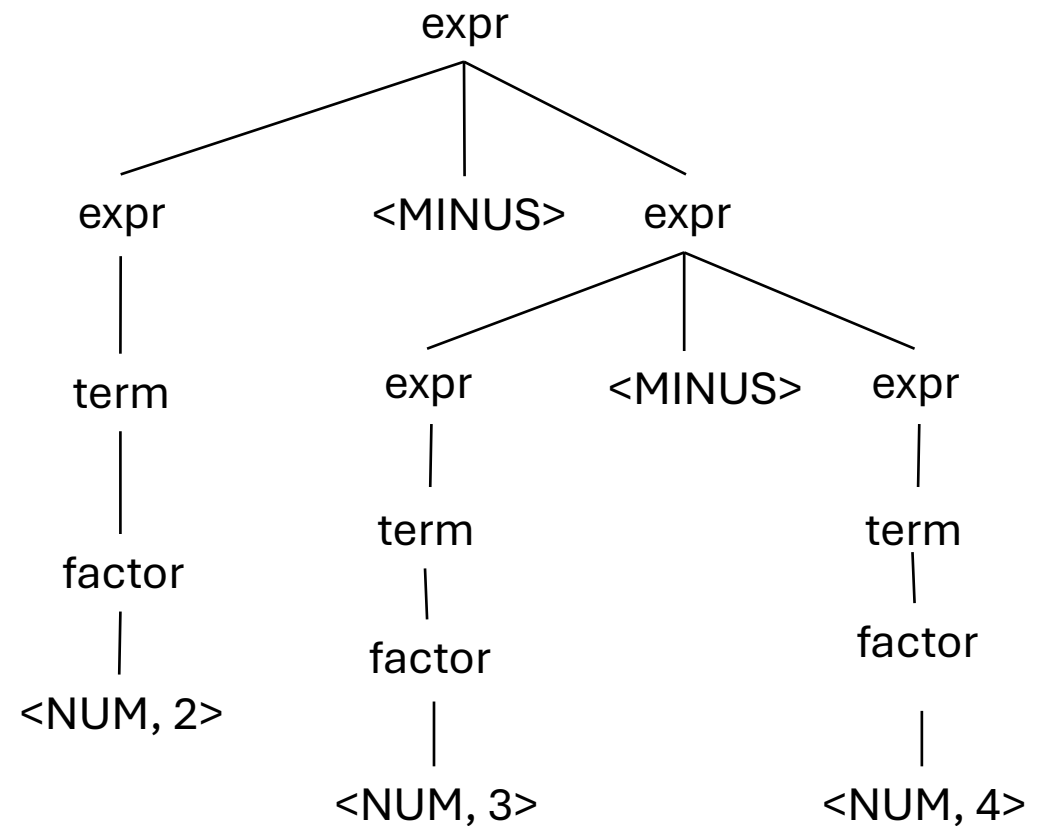 expr
expr <MINUS> expr
expr <MINUS> expr
term
term term
factor
factor
factor
<NUM, 2>
<NUM, 3> <NUM, 4>